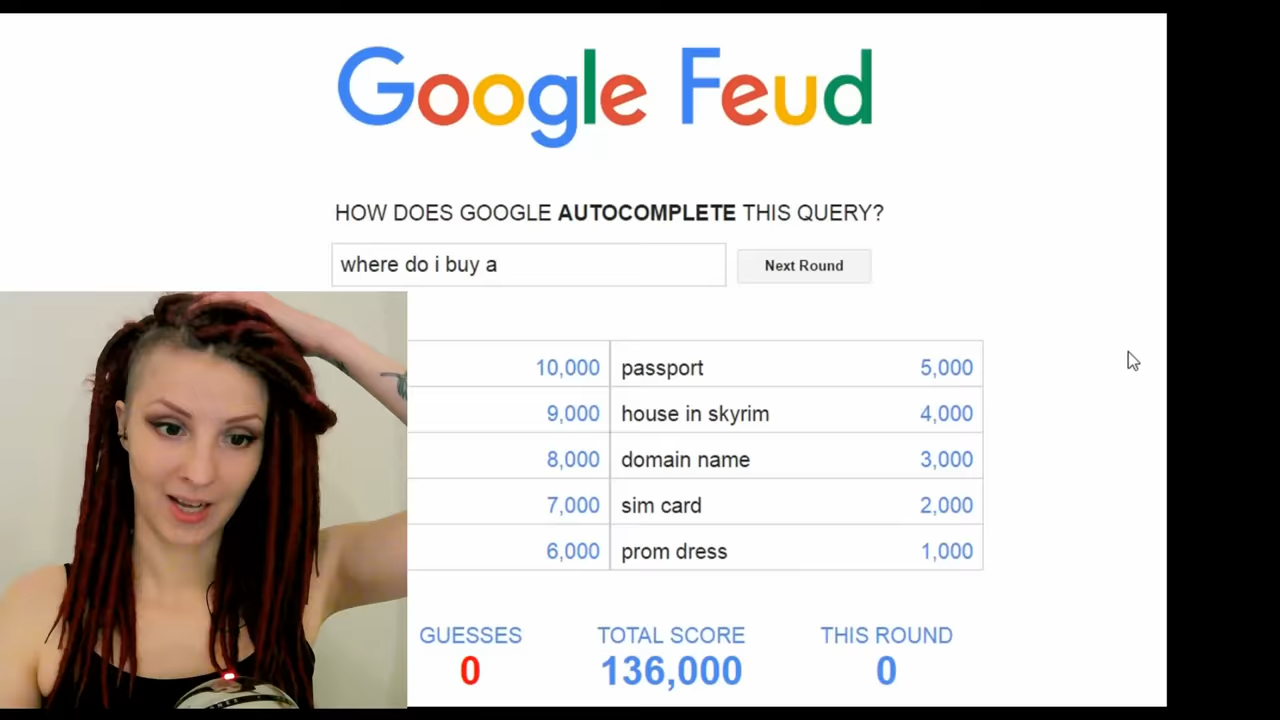 Google Feud
HOW DOES GOOGLE AUTOCOMPLETE THIS QUERY?
where do i buy a
Next Round
10,000 passport 5,000
9,000 house in skyrim 4,000
8,000 domain name 3,000
7,000 sim card 2,000
6,000 prom dress 1,000
GUESSES TOTAL SCORE THIS ROUND
0 136,000 0